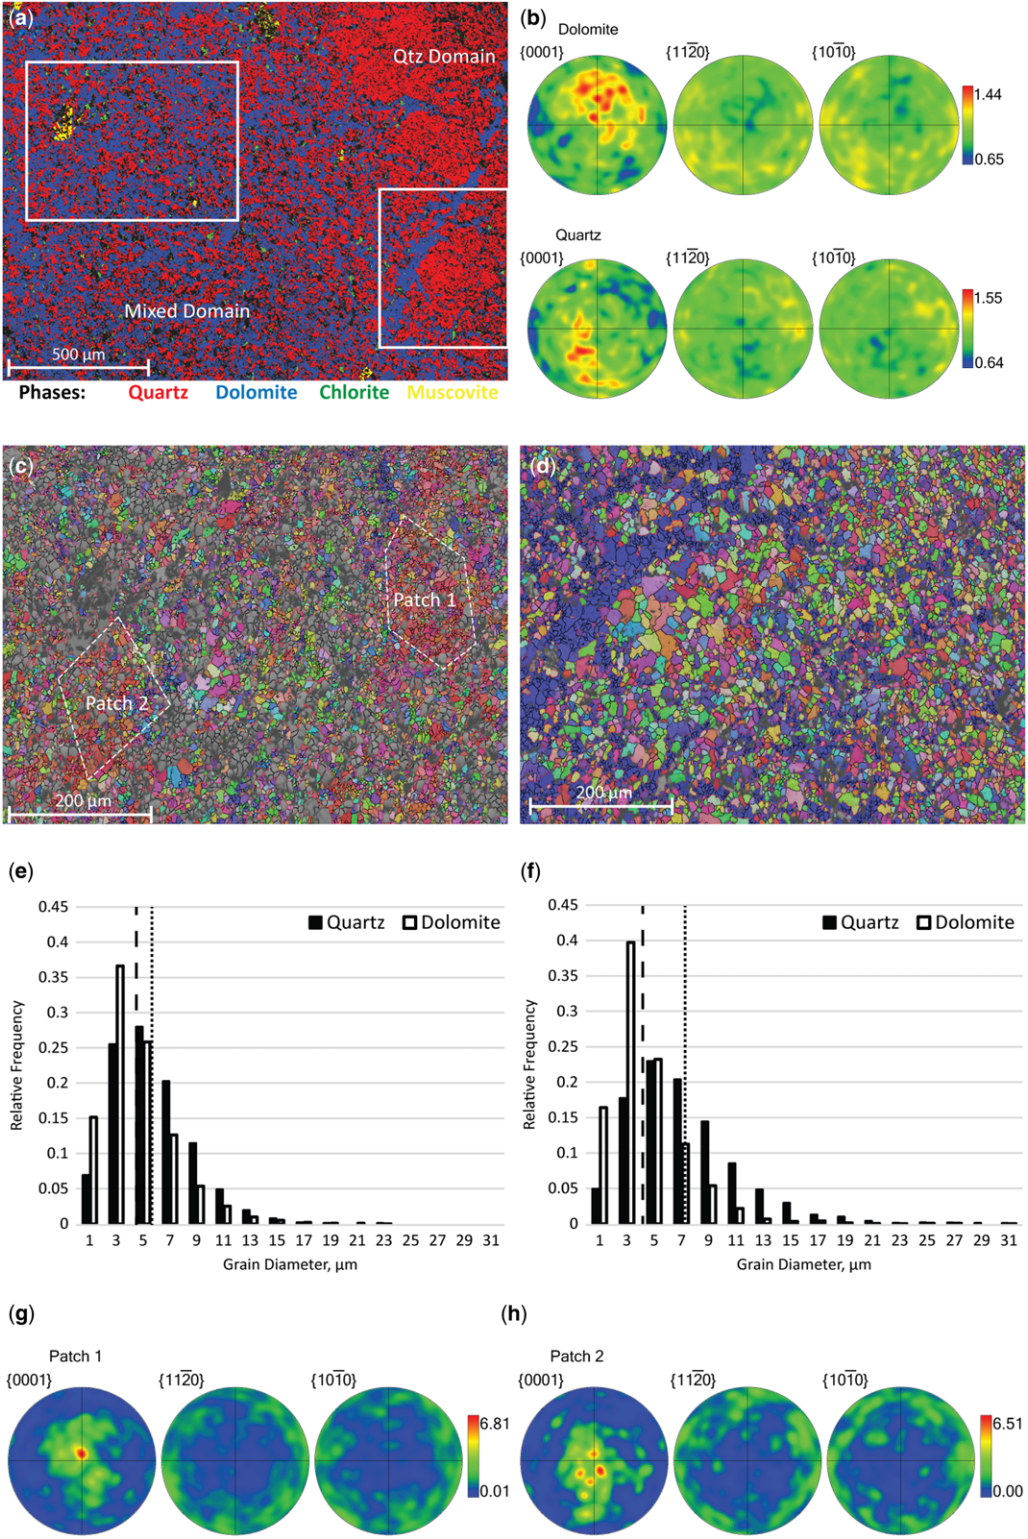 (a)
Qtz Domain
Mixed Domain
500 µm
Phases: Quartz Dolomite Chlorite Muscovite
(b)
Dolomite
{0001} {112̅0} {101̅0}
1.44
0.65
Quartz
{0001} {112̅0} {101̅0}
1.55
0.64
(c)
Patch 1
Patch 2
200 µm
(d)
200 µm
(e)
Quartz Dolomite
Relative Frequency
0.45
0.4
0.35
0.3
0.25
0.2
0.15
0.1
0.05
0
1 3 5 7 9 11 13 15 17 19 21 23 25 27 29 31
Grain Diameter, µm
(f)
Quartz Dolomite
Relative Frequency
0.45
0.4
0.35
0.3
0.25
0.2
0.15
0.1
0.05
0
1 3 5 7 9 11 13 15 17 19 21 23 25 27 29 31
Grain Diameter, µm
(g)
Patch 1
{0001} {112̅0} {101̅0}
6.81
0.01
(h)
Patch 2
{0001} {112̅0} {101̅0}
6.51
0.00